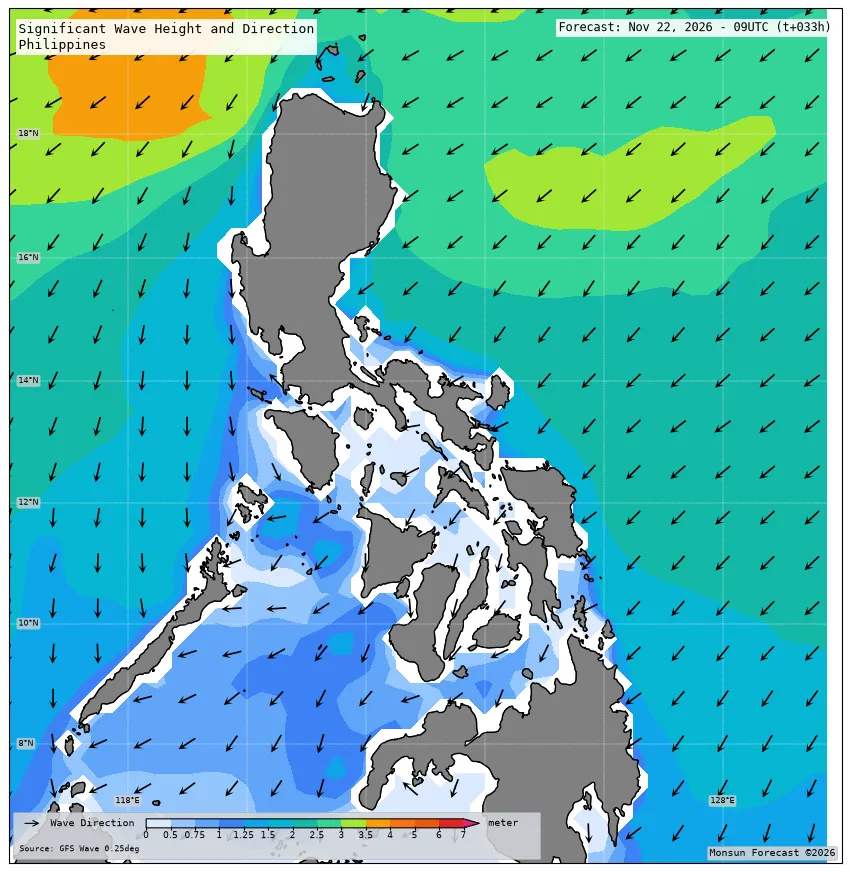 Significant Wave Height and Direction
Philippines
Forecast: Nov 22, 2026 - 09UTC (t+033h)
18°N
16°N
14°N
12°N
10°N
8°N
118°E
128°E
Wave Direction
0 0.5 0.75 1 1.25 1.5 2 2.5 3 3.5 4 5 6 7
meter
Source: GFS Wave 0.25deg
Monsun Forecast ©2026